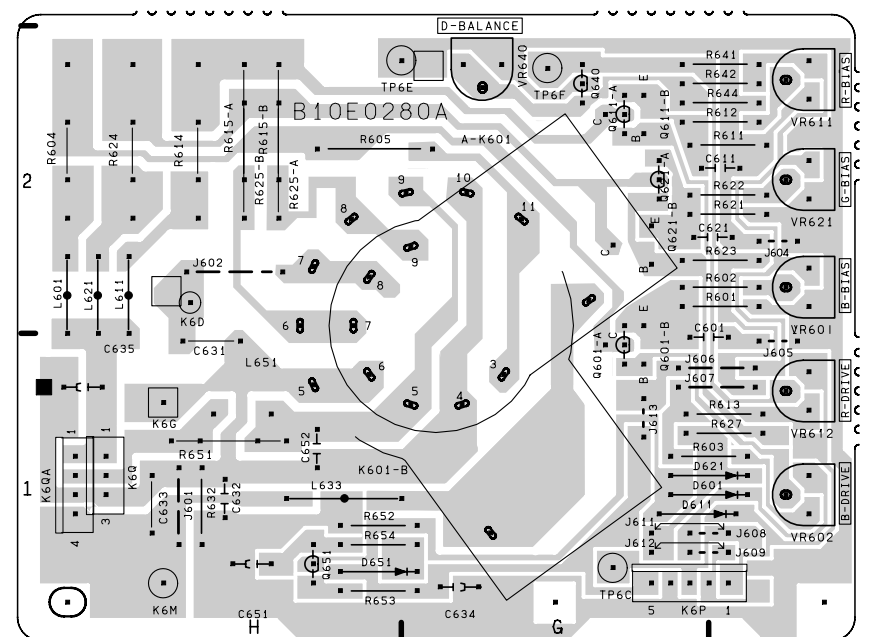 D-BALANCE
VR640
TP6E
TP6F
Q640
E
Q611-A
C
B
Q611-B
R641
R642
R644
R612
R611
R-BIAS
VR611
B10E0280A
R604
R624
R614
R615-A
R615-B
R625-B
R625-A
R605
A-K601
C611
Q621-A
R622
R621
G-BIAS
VR621
2
9
10
8
11
E
Q621-B
C621
C
B
R623
J604
7
9
8
J602
L601
L621
L611
K6D
R602
R601
B-BIAS
VR601
6
7
E
C
Q601-A
Q601-B
B
C601
J605
C635
C631
L651
J606
J607
6
5
5
4
3
R-DRIVE
K6G
J613
R613
R627
VR612
1
1
K6QA
K6Q
R651
C652
K601-B
R603
D621
D601
D611
B-DRIVE
VR602
1
4
3
C633
J601
R632
C632
L633
R652
R654
D651
R653
Q651
J611
J612
J608
J609
K6M
C651
C634
TP6C
5
K6P
1
H
G